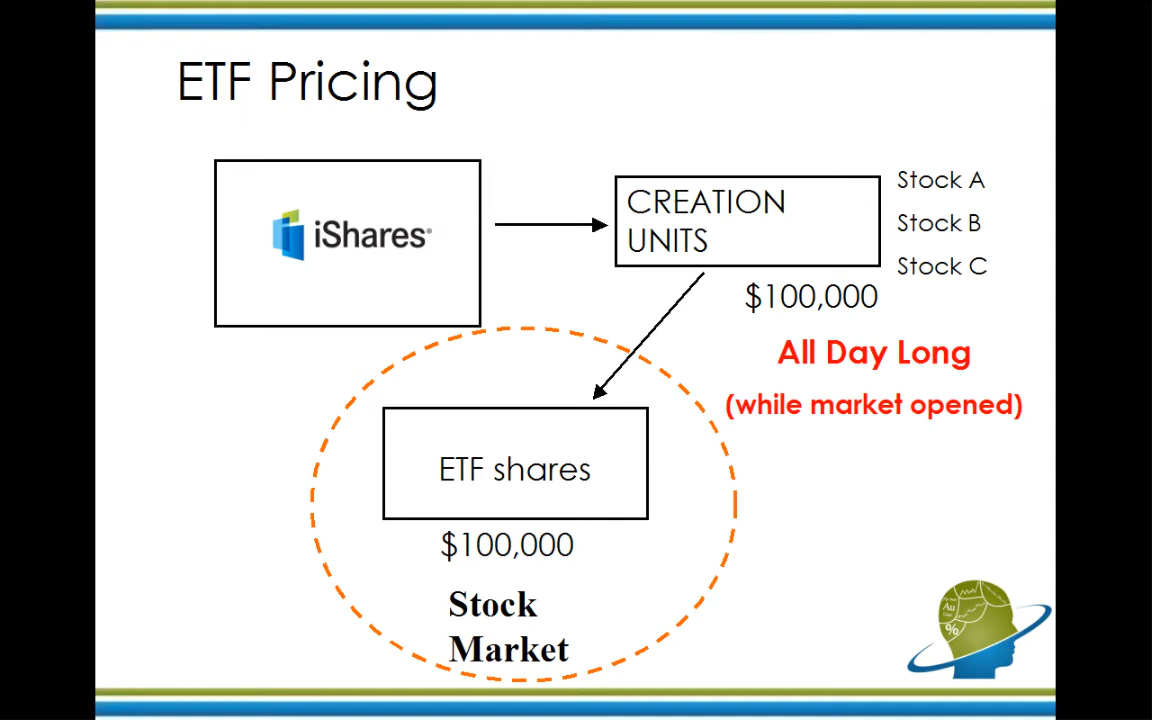 ETF Pricing
iShares®
CREATION
UNITS
Stock A
Stock B
Stock C
$100,000
All Day Long
(while market opened)
ETF shares
$100,000
Stock
Market
Au
%